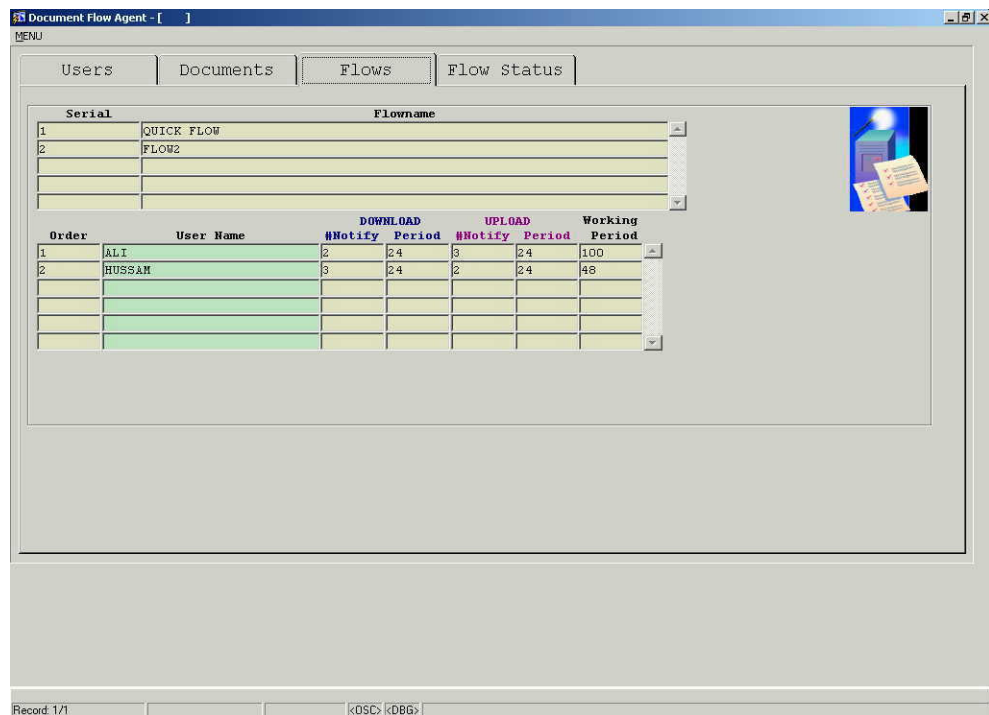 Document Flow Agent - [ ]
MENU
Users Documents Flows Flow Status
Serial Flowname
1 QUICK FLOW
2 FLOW2
DOWNLOAD UPLOAD Working
Order User Name #Notify Period #Notify Period Period
1 ALI 2 24 3 24 100
2 HUSSAM 3 24 2 24 48
Record: 1/1 <OSC> <DBG>